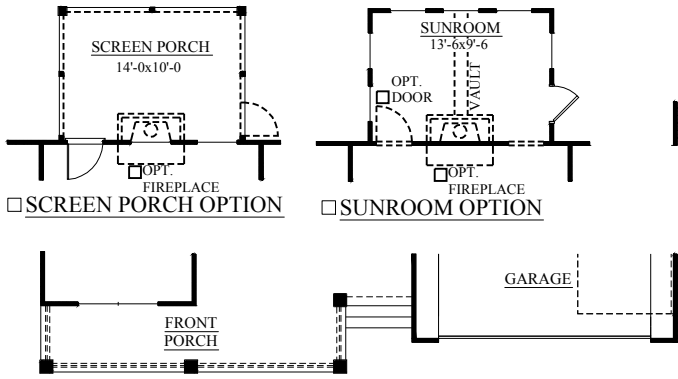 SCREEN PORCH
14'-0x10'-0
OPT.
FIREPLACE
□ SCREEN PORCH OPTION
SUNROOM
13'-6x9'-6
OPT.
DOOR
VAULT
OPT.
FIREPLACE
□ SUNROOM OPTION
FRONT
PORCH
GARAGE